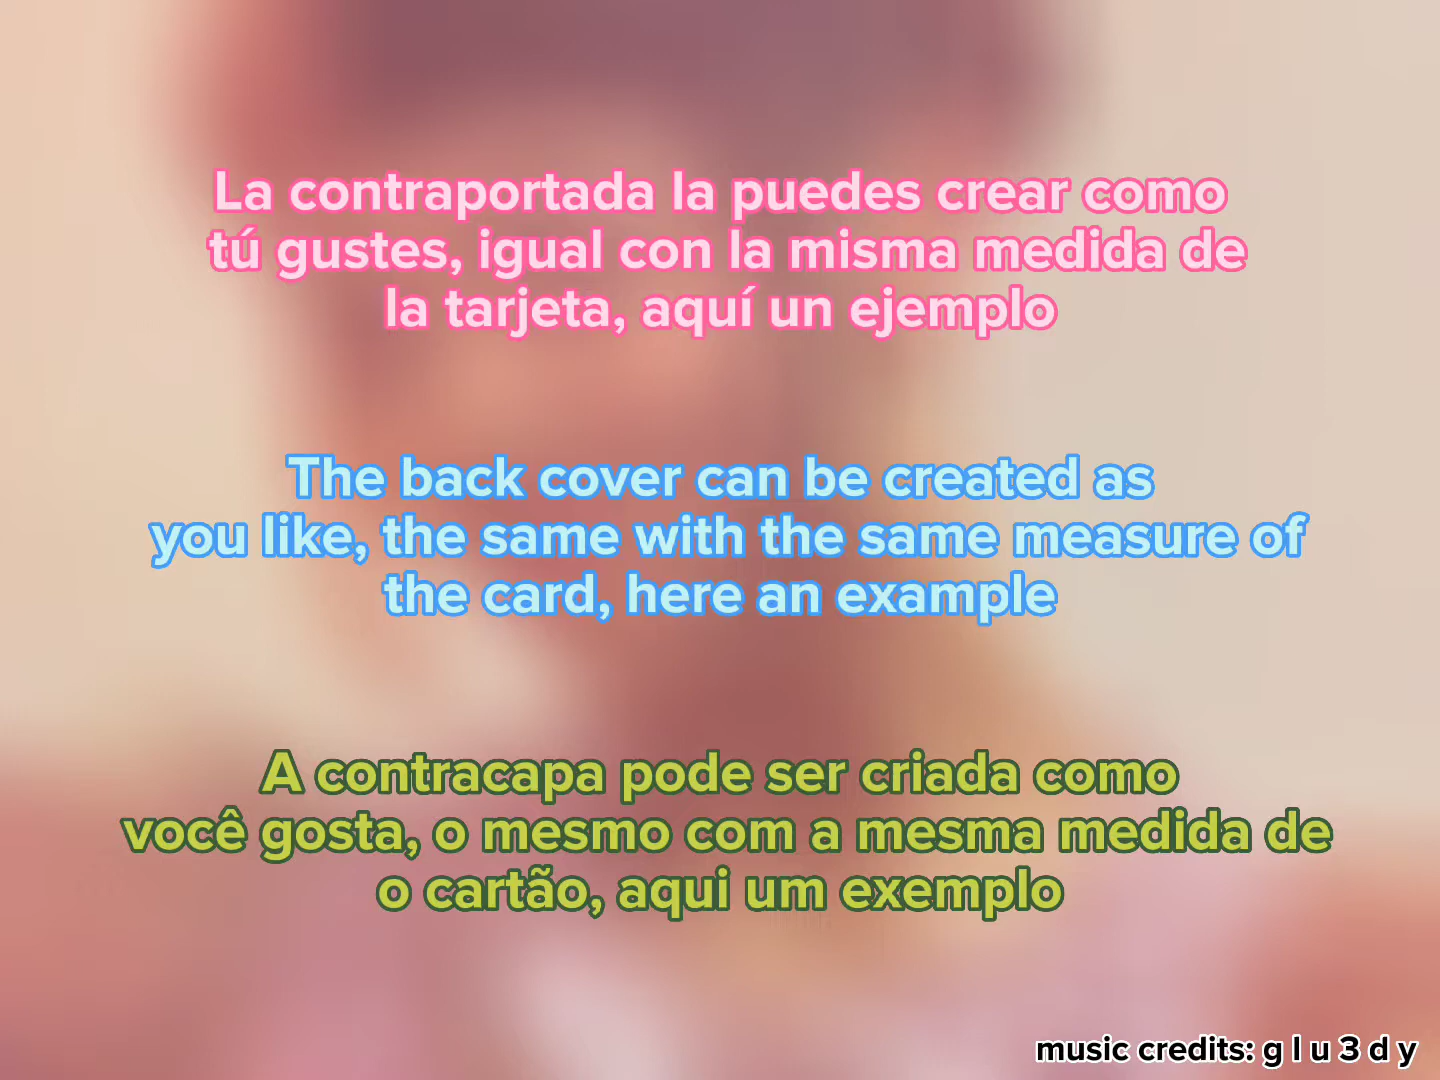 La contraportada la puedes crear como
tú gustes, igual con la misma medida de
la tarjeta, aquí un ejemplo
The back cover can be created as
you like, the same with the same measure of
the card, here an example
A contracapa pode ser criada como
você gosta, o mesmo com a mesma medida de
o cartão, aqui um exemplo
music credits: g l u 3 d y